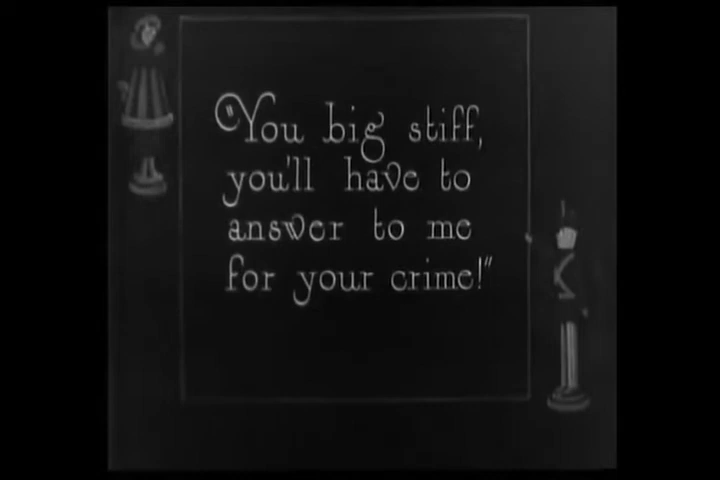 "You big stiff,
you'll have to
answer to me
for your crime!"